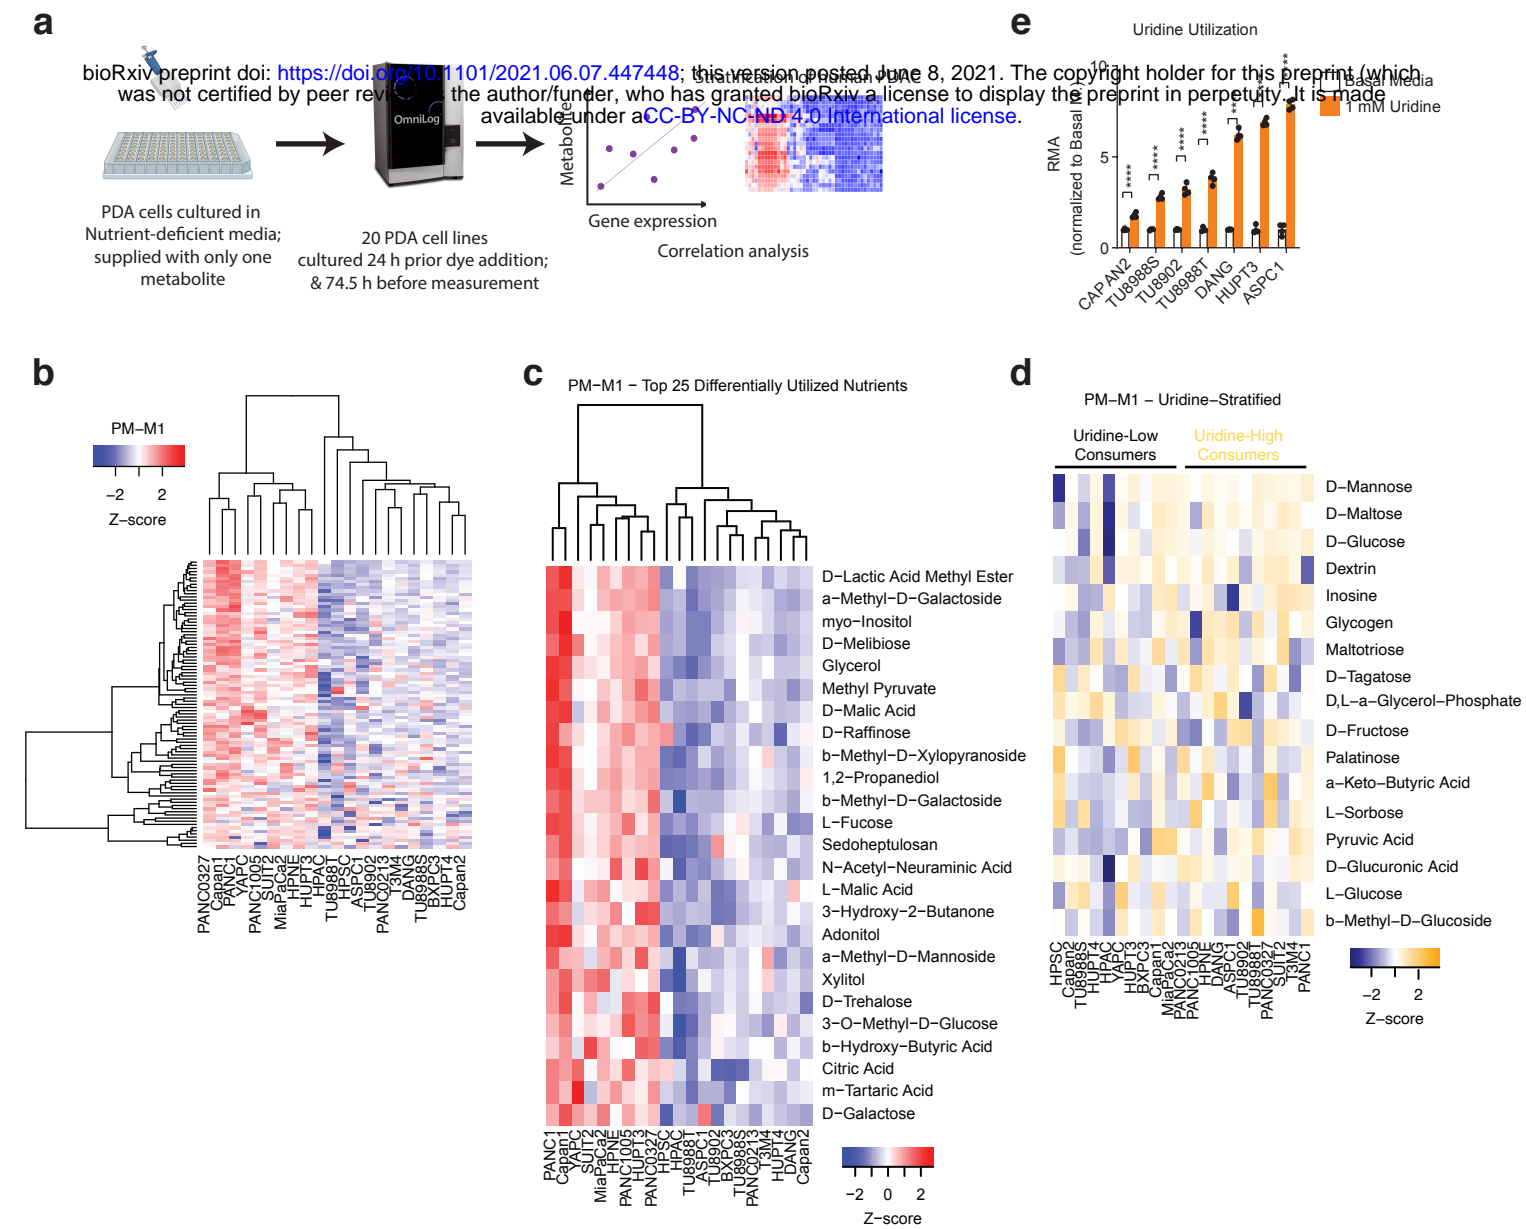 a
e
Uridine Utilization
bioRxiv preprint doi: https://doi.org/10.1101/2021.06.07.447448; this version posted June 8, 2021. The copyright holder for this preprint (which
was not certified by peer the author/funder, who has granted bioRxiv a license to display the preprint in perpetuity. It is made
available under aCC-BY-NC-ND 4.0 International license.
Stratification of human PDAC
OmniLog
Metabolite
Gene expression
Correlation analysis
PDA cells cultured in
Nutrient-deficient media;
supplied with only one
metabolite
20 PDA cell lines
cultured 24 h prior dye addition;
& 74.5 h before measurement
RMA
(normalized to Basal M.)
10
5
0
****
****
****
****
Basal Media
1 mM Uridine
CAPAN2
TU8988S
TU8902
TU8988T
DANG
HUPT3
ASPC1
b
PM−M1
−2 2
Z−score
PANC0327
Capan1
PANC1
YAPC
PANC1005
SUIT2
MiaPaCa2
HPNE
HUPT3
HPAC
TU8988T
HPSC
ASPC1
TU8902
PANC0213
T3M4
DANG
TU8988S
BXPC3
HUPT4
Capan2
c
PM−M1 − Top 25 Differentially Utilized Nutrients
D−Lactic Acid Methyl Ester
a−Methyl−D−Galactoside
myo−Inositol
D−Melibiose
Glycerol
Methyl Pyruvate
D−Malic Acid
D−Raffinose
b−Methyl−D−Xylopyranoside
1,2−Propanediol
b−Methyl−D−Galactoside
L−Fucose
Sedoheptulosan
N−Acetyl−Neuraminic Acid
L−Malic Acid
3−Hydroxy−2−Butanone
Adonitol
a−Methyl−D−Mannoside
Xylitol
D−Trehalose
3−O−Methyl−D−Glucose
b−Hydroxy−Butyric Acid
Citric Acid
m−Tartaric Acid
D−Galactose
PANC1
Capan1
YAPC
SUIT2
MiaPaCa2
HPNE
PANC1005
HUPT3
PANC0327
HPSC
HPAC
TU8988T
ASPC1
TU8902
BXPC3
TU8988S
PANC0213
T3M4
HUPT4
DANG
Capan2
−2 0 2
Z−score
d
PM−M1 − Uridine−Stratified
Uridine-Low
Consumers
Uridine-High
Consumers
D−Mannose
D−Maltose
D−Glucose
Dextrin
Inosine
Glycogen
Maltotriose
D−Tagatose
D,L−a−Glycerol−Phosphate
D−Fructose
Palatinose
a−Keto−Butyric Acid
L−Sorbose
Pyruvic Acid
D−Glucuronic Acid
L−Glucose
b−Methyl−D−Glucoside
HPSC
Capan2
TU8988S
HUPT4
HPAC
YAPC
HUPT3
BXPC3
Capan1
MiaPaCa2
PANC0213
PANC1005
HPNE
DANG
ASPC1
TU8902
TU8988T
PANC0327
SUIT2
T3M4
PANC1
−2 2
Z−score